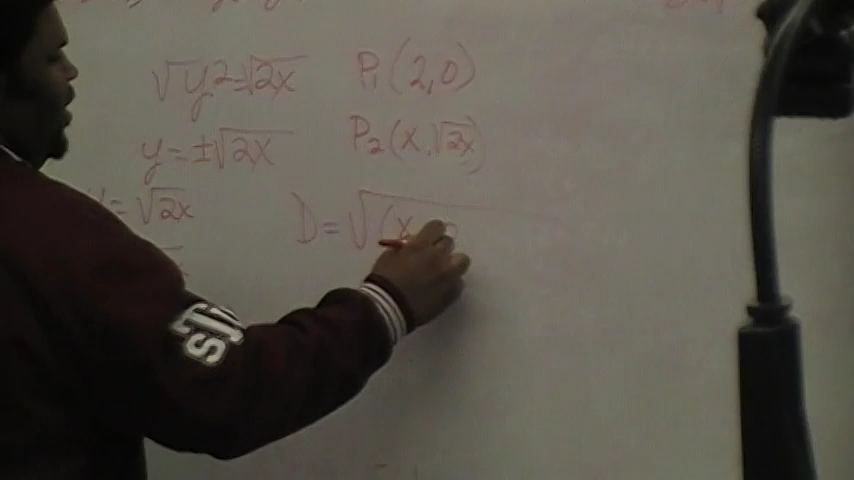 √y²=√2x P₁(2,0)
y=±√2x P₂(x,√2x)
=√2x D=√(x